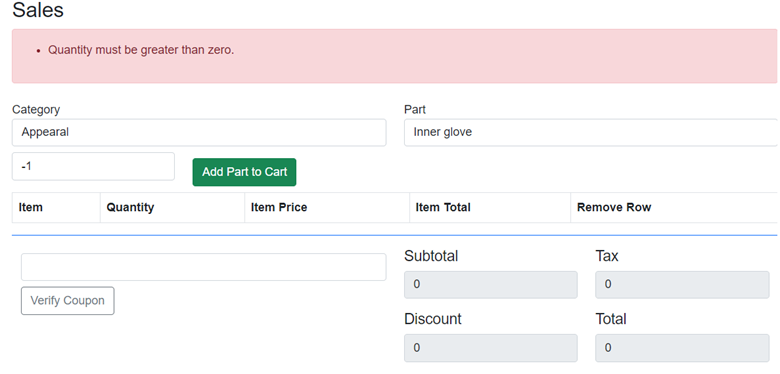 Sales
• Quantity must be greater than zero.
Category Part
Appearal Inner glove
-1 Add Part to Cart
Item Quantity Item Price Item Total Remove Row
Subtotal Tax
0 0
Verify Coupon
Discount Total
0 0